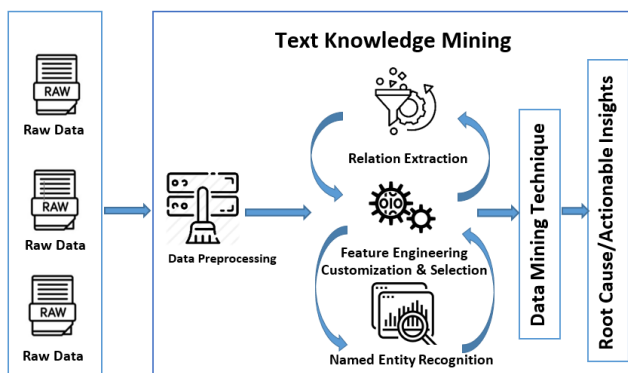 Text Knowledge Mining
RAW
Raw Data
RAW
Raw Data
RAW
Raw Data
Data Preprocessing
Relation Extraction
Feature Engineering
Customization & Selection
Named Entity Recognition
Data Mining Technique
Root Cause/Actionable Insights